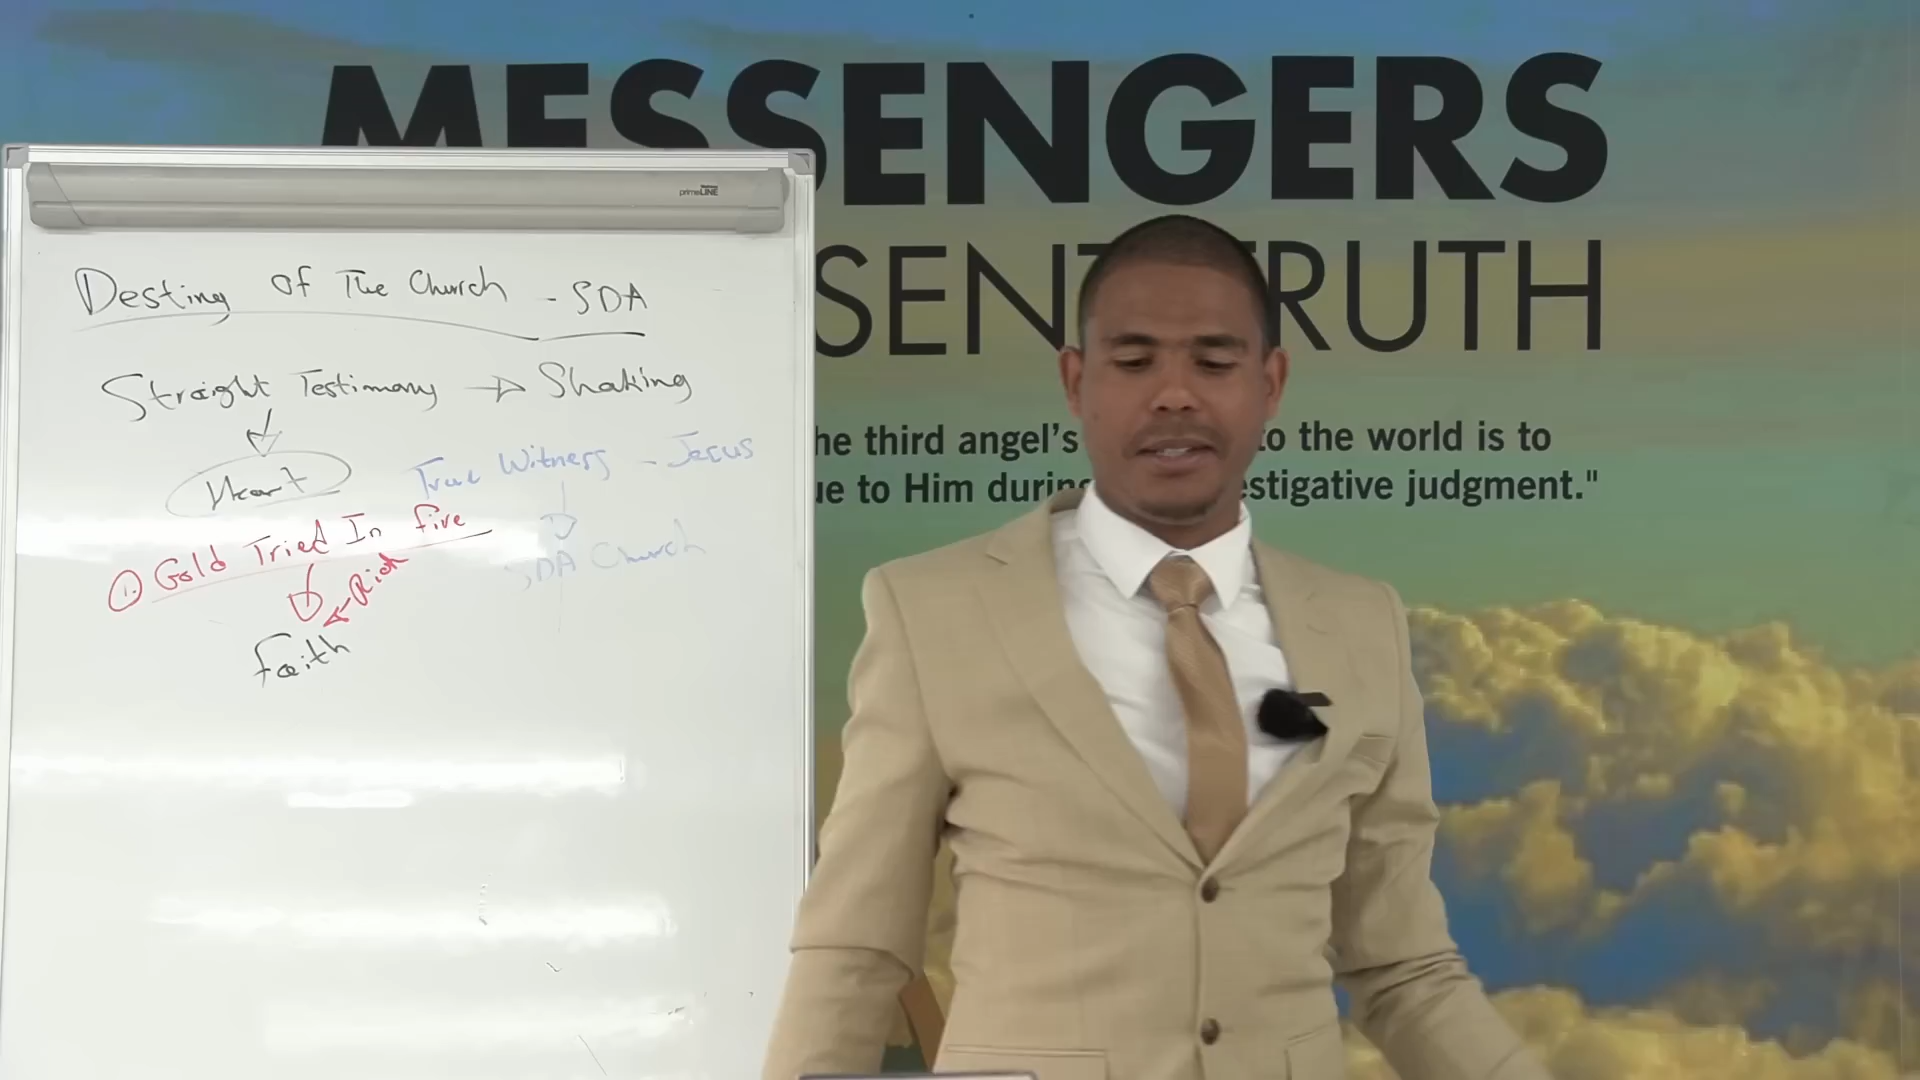 MESSENGERS
SENT TRUTH
he third angel's to the world is to
ue to Him during estigative judgment."
primeLINE
Destiny Of The Church - SDA
Straight Testimony → Shaking
Heart
True Witness - Jesus
SDA Church
1. Gold Tried In fire
Rich
faith